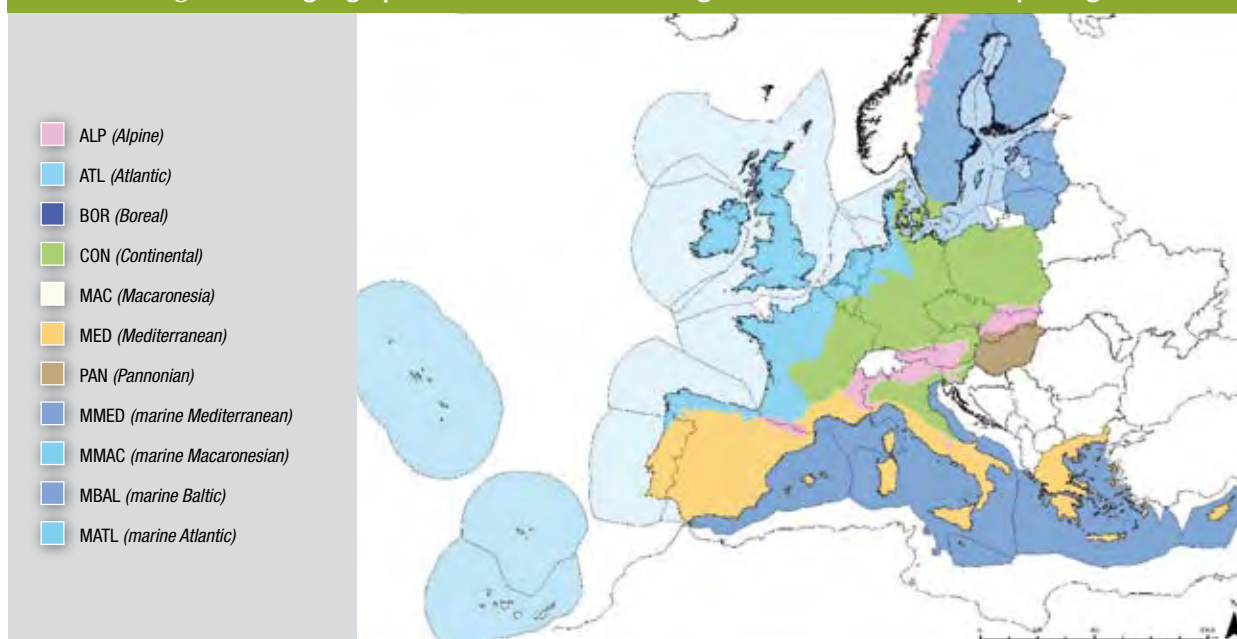 ALP (Alpine)
ATL (Atlantic)
BOR (Boreal)
CON (Continental)
MAC (Macaronesia)
MED (Mediterranean)
PAN (Pannonian)
MMED (marine Mediterranean)
MMAC (marine Macaronesian)
MBAL (marine Baltic)
MATL (marine Atlantic)